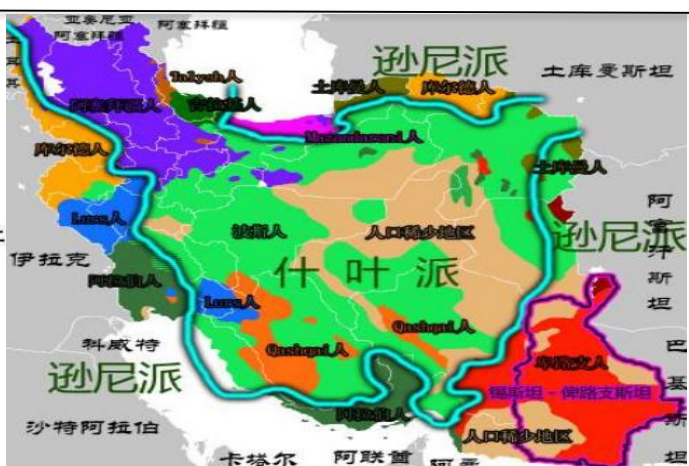 亚美尼亚
阿塞拜疆
阿塞拜疆
逊尼派
Talysh人
土库曼人
库尔德人
土库曼斯坦
阿塞拜疆人
吉拉基人
Mazandarani人
库尔德人
土库曼人
Lurs人
波斯人
人口稀少地区
阿富汗斯坦
逊尼派
伊拉克
什叶派
阿拉伯人
Lurs人
Qashqai人
Qashqai人
科威特
逊尼派
卑路支人
锡斯坦-俾路支斯坦
巴基斯坦
沙特阿拉伯
阿拉伯人
人口稀少地区
卡塔尔
阿联酋